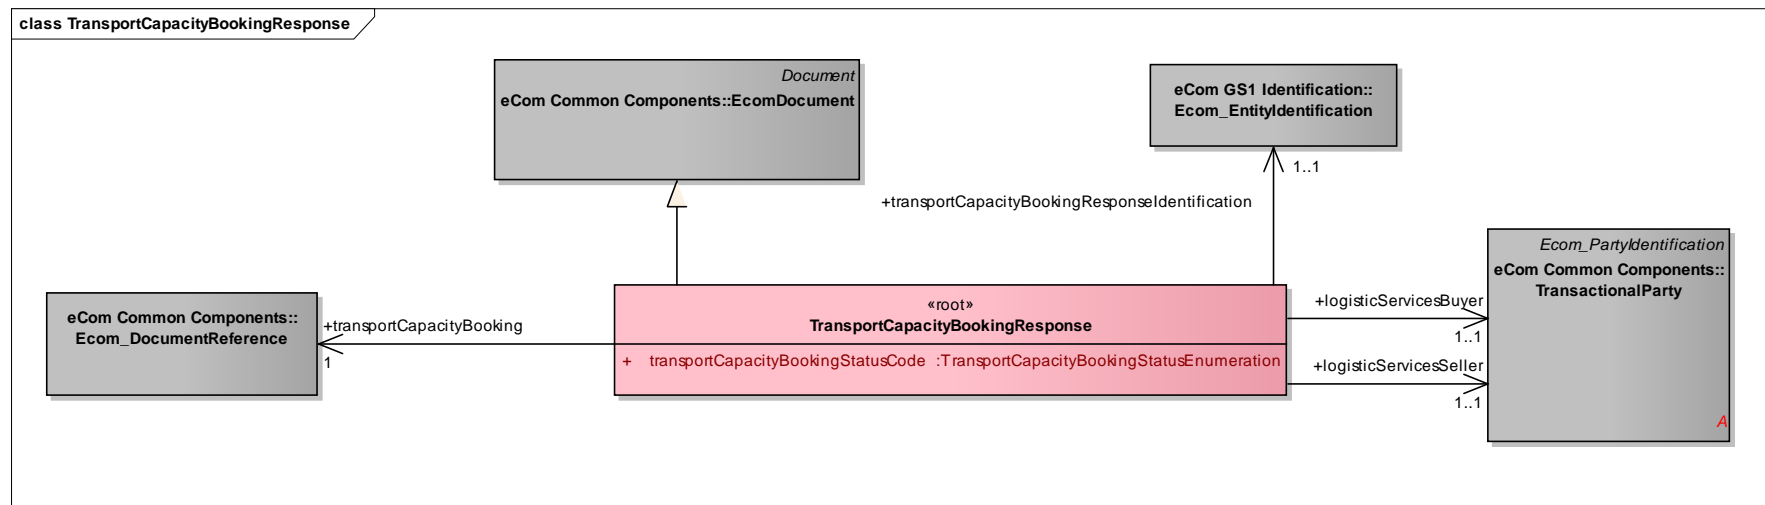 class TransportCapacityBookingResponse
Document
eCom Common Components::EcomDocument
eCom GS1 Identification::
Ecom_EntityIdentification
1..1
+transportCapacityBookingResponseIdentification
Ecom_PartyIdentification
eCom Common Components::
TransactionalParty
A
eCom Common Components::
Ecom_DocumentReference
+transportCapacityBooking
1
«root»
TransportCapacityBookingResponse
+ transportCapacityBookingStatusCode :TransportCapacityBookingStatusEnumeration
+logisticServicesBuyer
1..1
+logisticServicesSeller
1..1